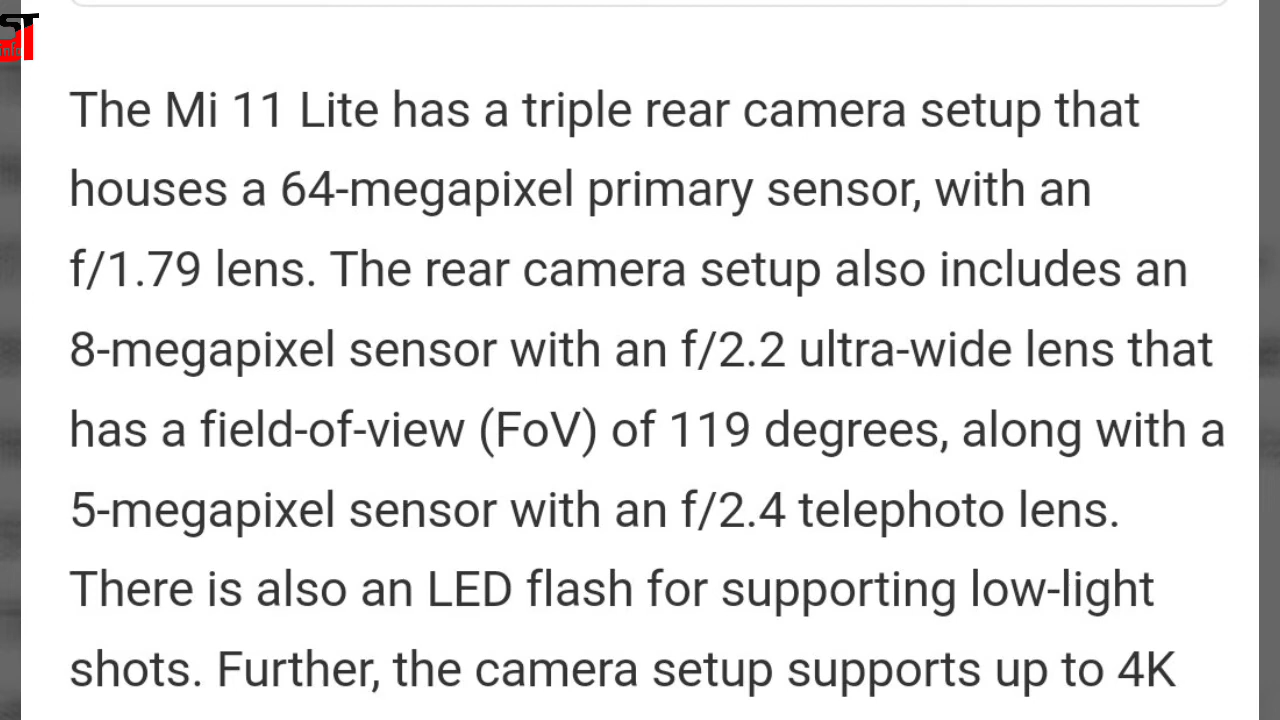 ST
info
The Mi 11 Lite has a triple rear camera setup that
houses a 64-megapixel primary sensor, with an
f/1.79 lens. The rear camera setup also includes an
8-megapixel sensor with an f/2.2 ultra-wide lens that
has a field-of-view (FoV) of 119 degrees, along with a
5-megapixel sensor with an f/2.4 telephoto lens.
There is also an LED flash for supporting low-light
shots. Further, the camera setup supports up to 4K